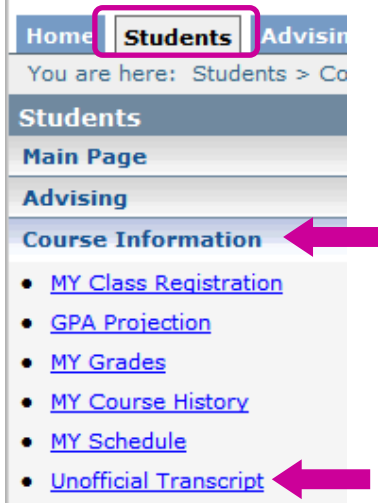 Home Students Advisin
You are here: Students > Co
Students
Main Page
Advising
Course Information
MY Class Registration
GPA Projection
MY Grades
MY Course History
MY Schedule
Unofficial Transcript